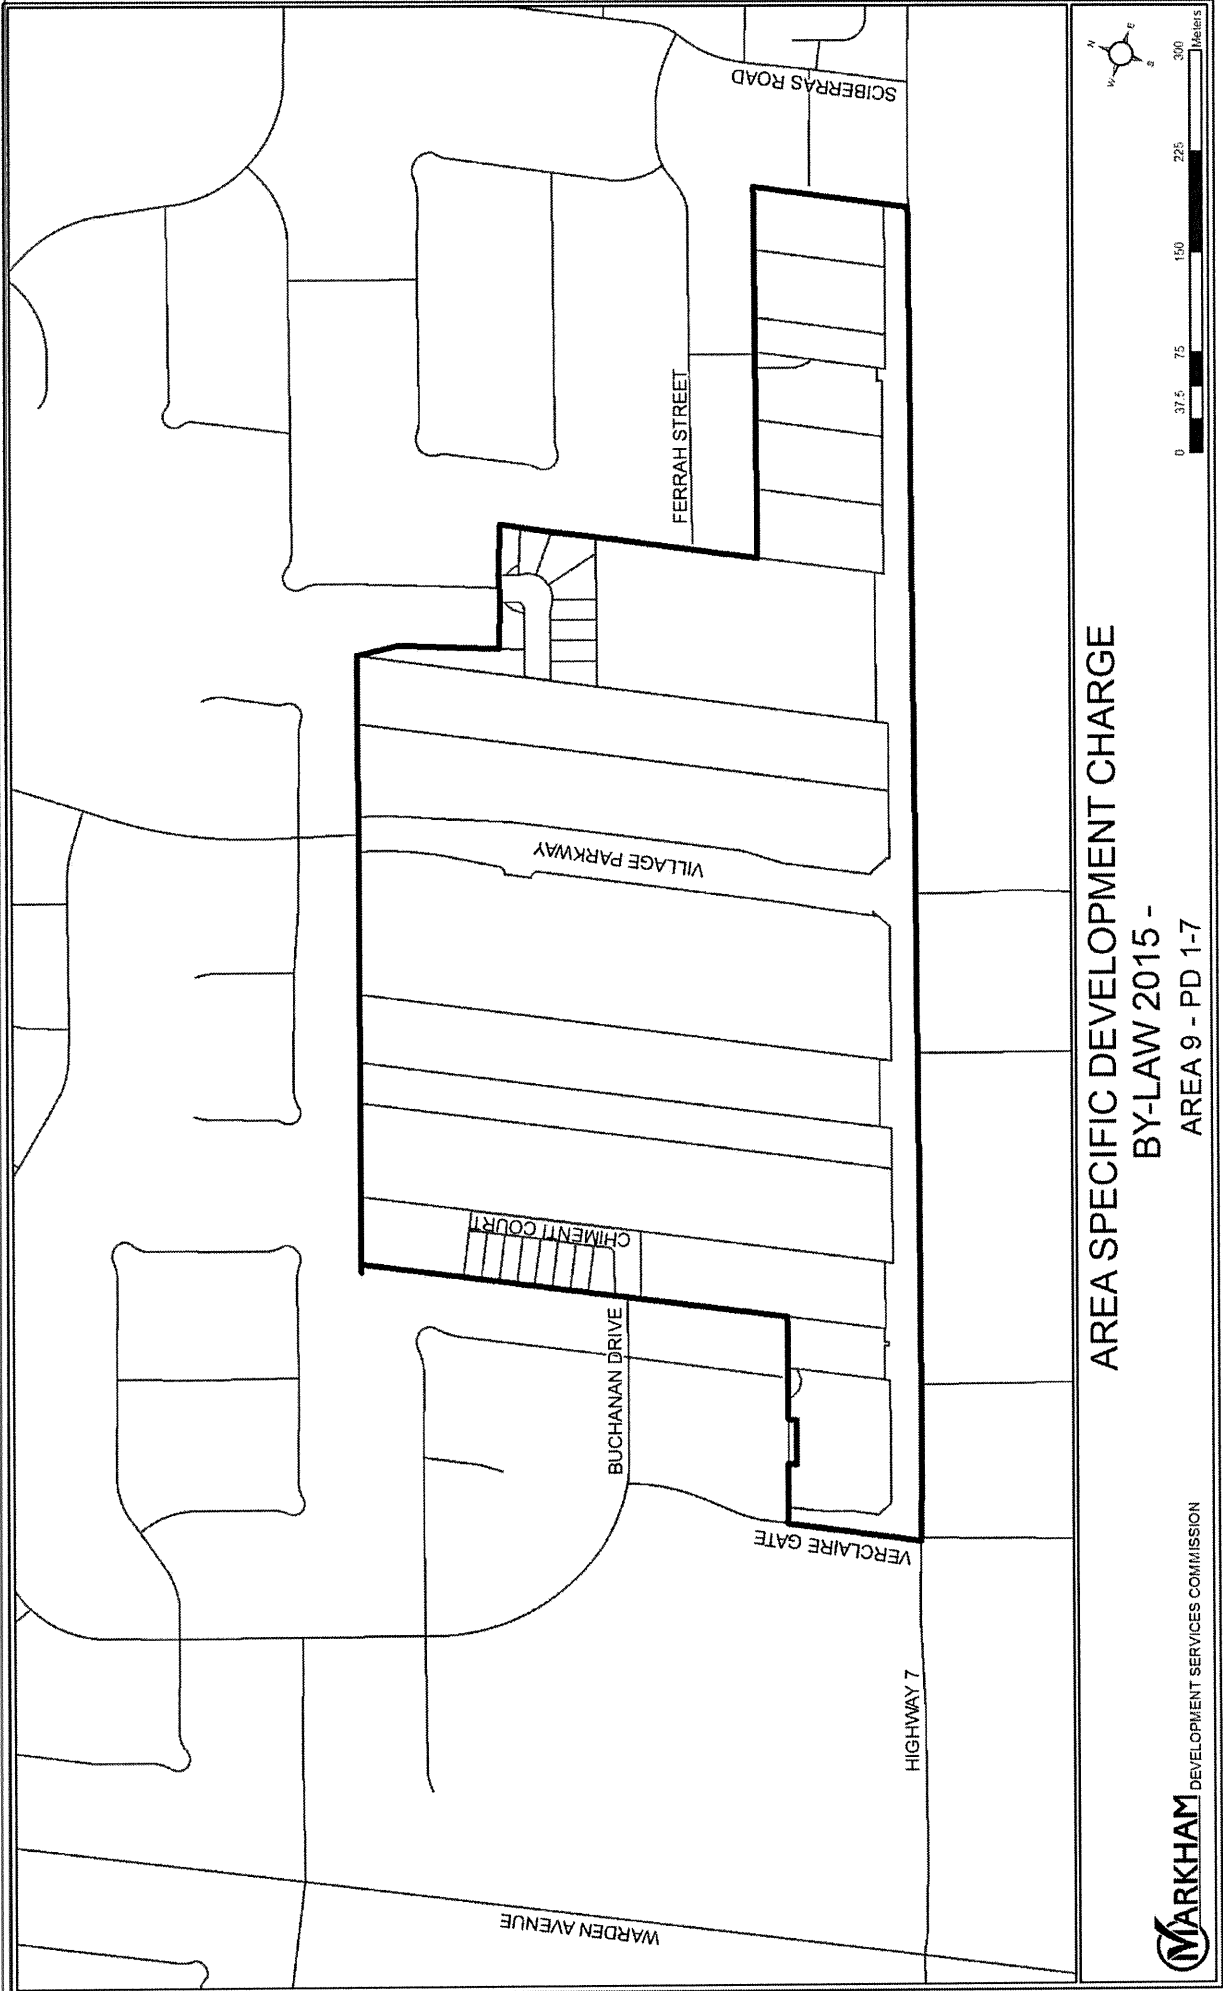 WARDEN AVENUE
HIGHWAY 7
VERCLAIRE GATE
BUCHANAN DRIVE
CHIMENTI COURT
VILLAGE PARKWAY
FERRAH STREET
SCIBERRAS ROAD
AREA SPECIFIC DEVELOPMENT CHARGE
BY-LAW 2015 -
AREA 9 - PD 1-7
MARKHAM DEVELOPMENT SERVICES COMMISSION
N
W E
S
0 37.5 75 150 225 300
Meters